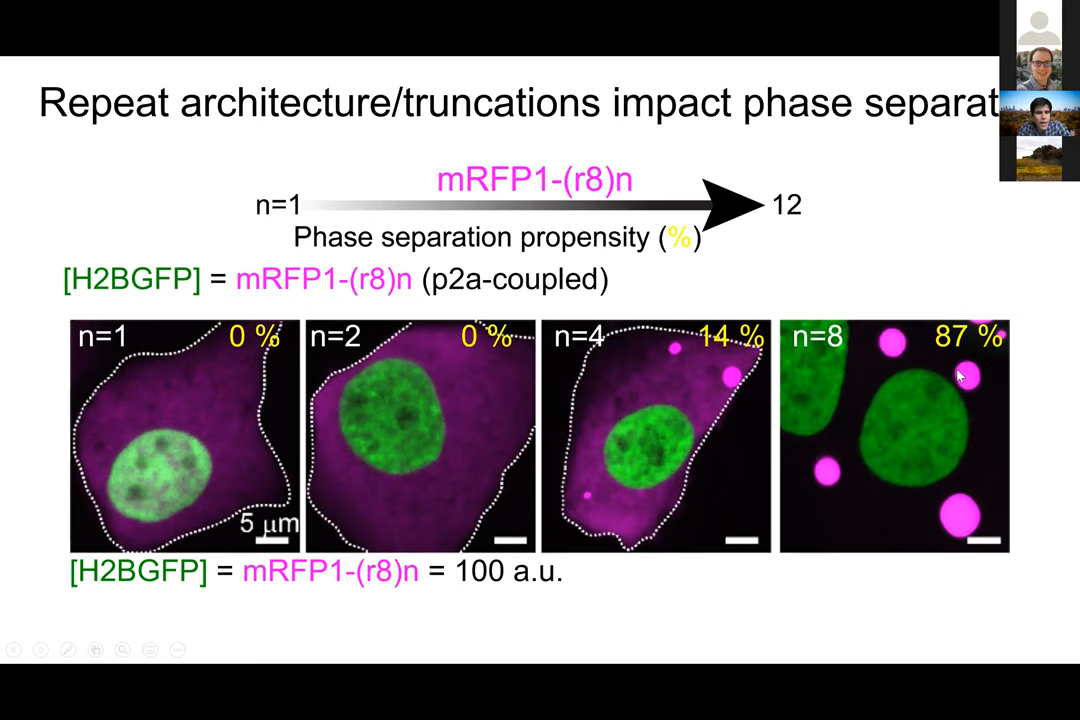 Repeat architecture/truncations impact phase separat
mRFP1-(r8)n
n=1
12
Phase separation propensity (%)
[H2BGFP] = mRFP1-(r8)n (p2a-coupled)
n=1 0 %
n=2 0 %
n=4 14 %
n=8 87 %
5 μm
[H2BGFP] = mRFP1-(r8)n = 100 a.u.